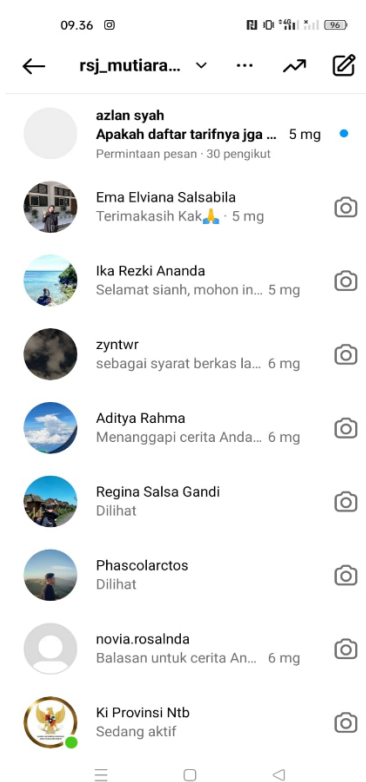 09.36
4G
96
rsj_mutiara...
azlan syah
Apakah daftar tarifnya jga ... 5 mg
Permintaan pesan · 30 pengikut
Ema Elviana Salsabila
Terimakasih Kak🙏 · 5 mg
Ika Rezki Ananda
Selamat sianh, mohon in... 5 mg
zyntwr
sebagai syarat berkas la... 6 mg
Aditya Rahma
Menanggapi cerita Anda... 6 mg
Regina Salsa Gandi
Dilihat
Phascolarctos
Dilihat
novia.rosalnda
Balasan untuk cerita An... 6 mg
Ki Provinsi Ntb
Sedang aktif